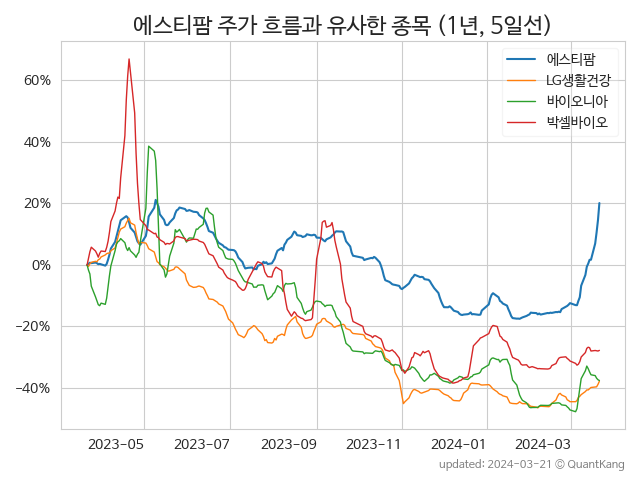 에스티팜 주가 흐름과 유사한 종목 (1년, 5일선)
에스티팜
LG생활건강
바이오니아
박셀바이오
60%
40%
20%
0%
−20%
−40%
2023−05
2023−07
2023−09
2023−11
2024−01
2024−03
updated: 2024−03−21 © QuantKang